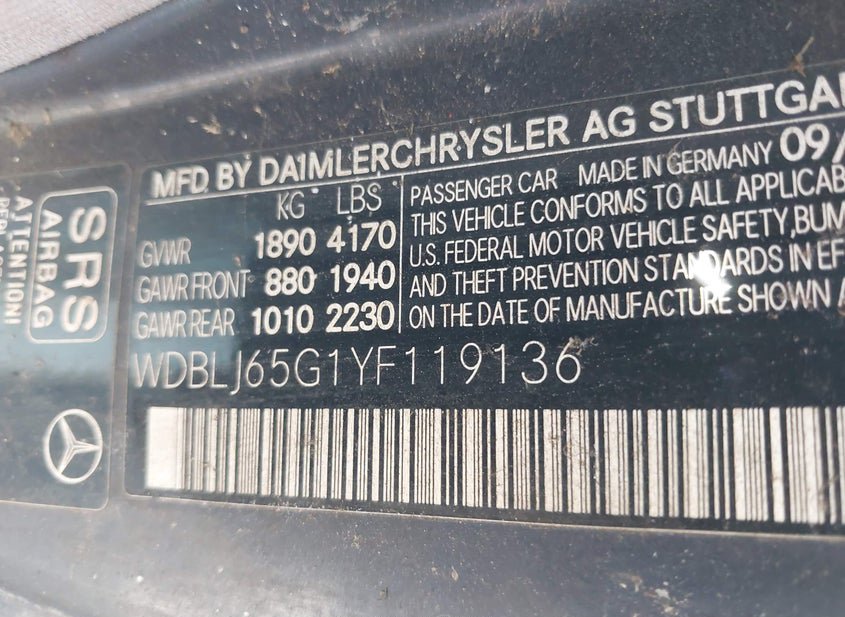 MFD BY DAIMLERCHRYSLER AG STUTTGA
KG LBS
GVWR 1890 4170
GAWR FRONT 880 1940
GAWR REAR 1010 2230
PASSENGER CAR MADE IN GERMANY 09/
THIS VEHICLE CONFORMS TO ALL APPLICAB
U.S. FEDERAL MOTOR VEHICLE SAFETY, BUM
AND THEFT PREVENTION STANDARDS IN EF
ON THE DATE OF MANUFACTURE SHOWN A
WDBLJ65G1YF119136
SRS
AIRBAG
ATTENTION!